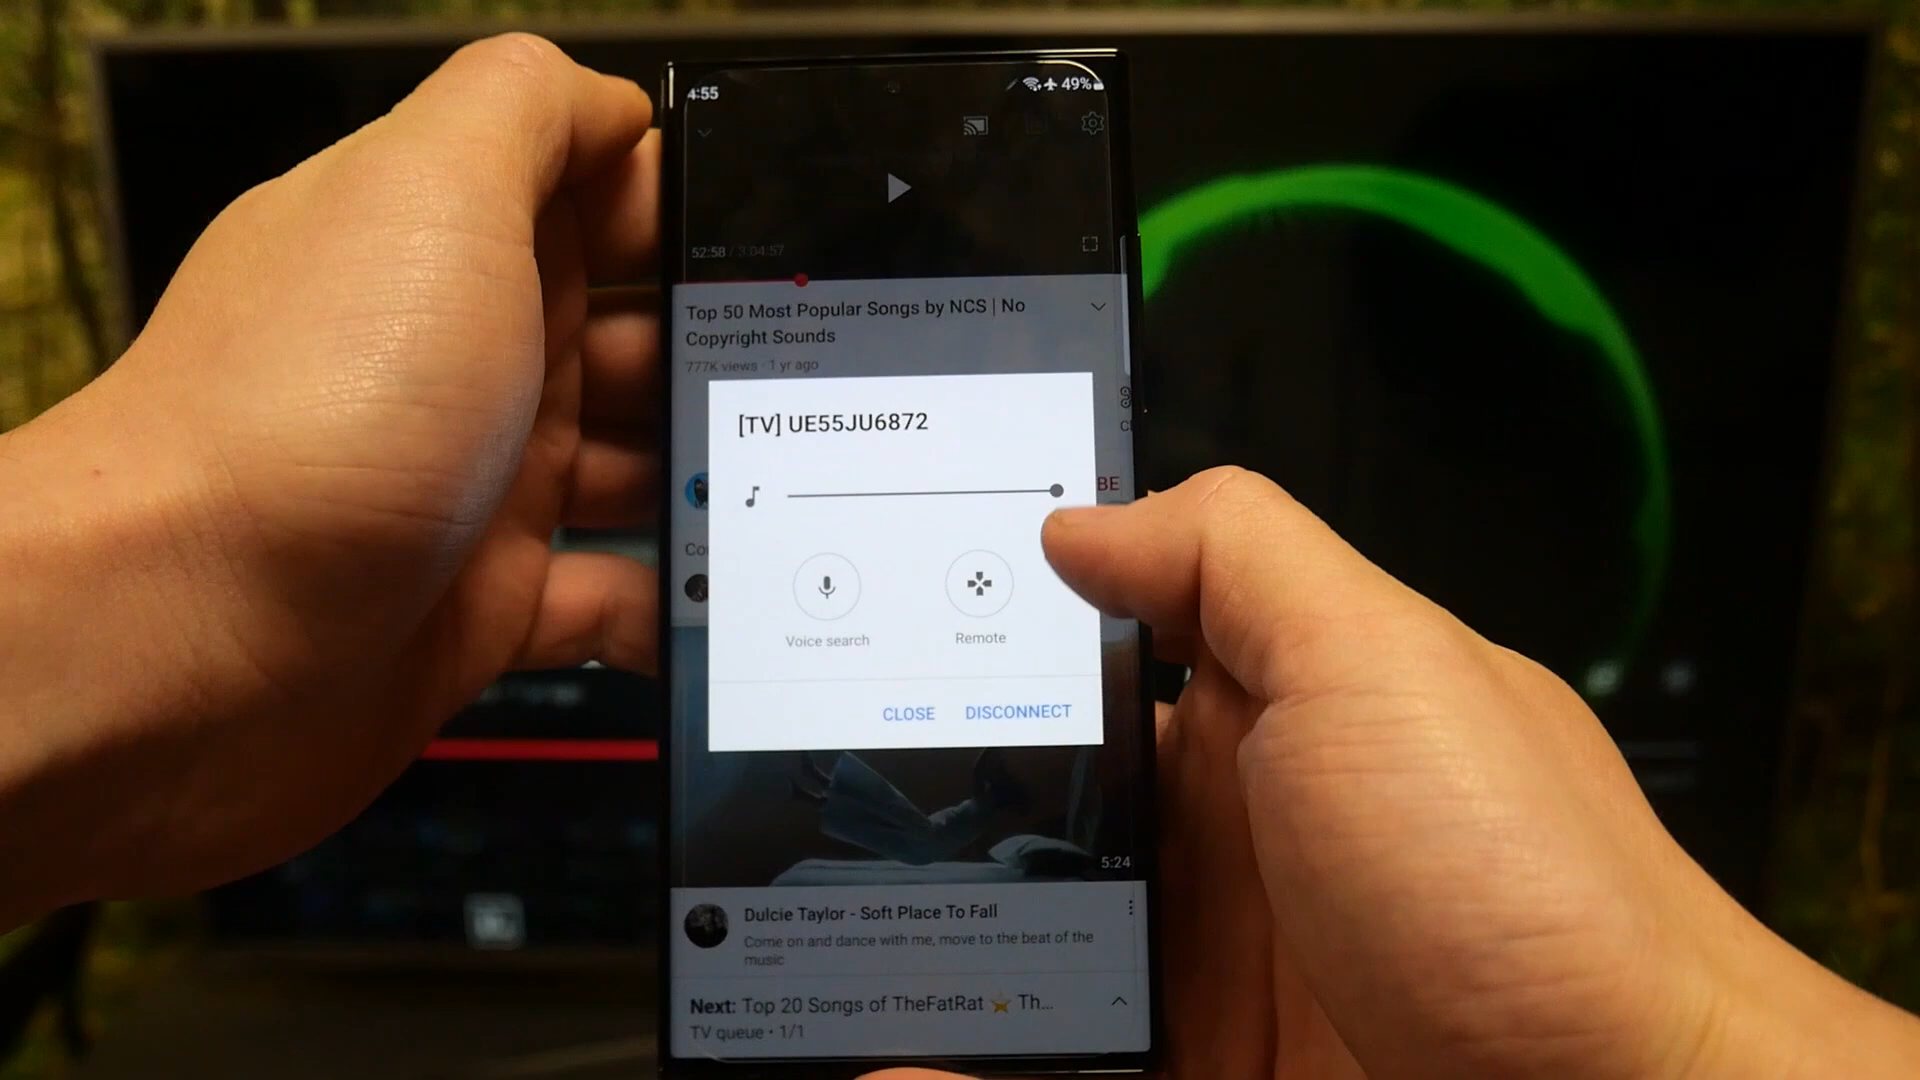 4:55
49%
52:58 / 3:04:57
Top 50 Most Popular Songs by NCS | No
Copyright Sounds
777K views · 1 yr ago
[TV] UE55JU6872
BE
Voice search
Remote
CLOSE
DISCONNECT
5:24
Dulcie Taylor - Soft Place To Fall
Come on and dance with me, move to the beat of the
music
Next: Top 20 Songs of TheFatRat ⭐ Th...
TV queue • 1/1